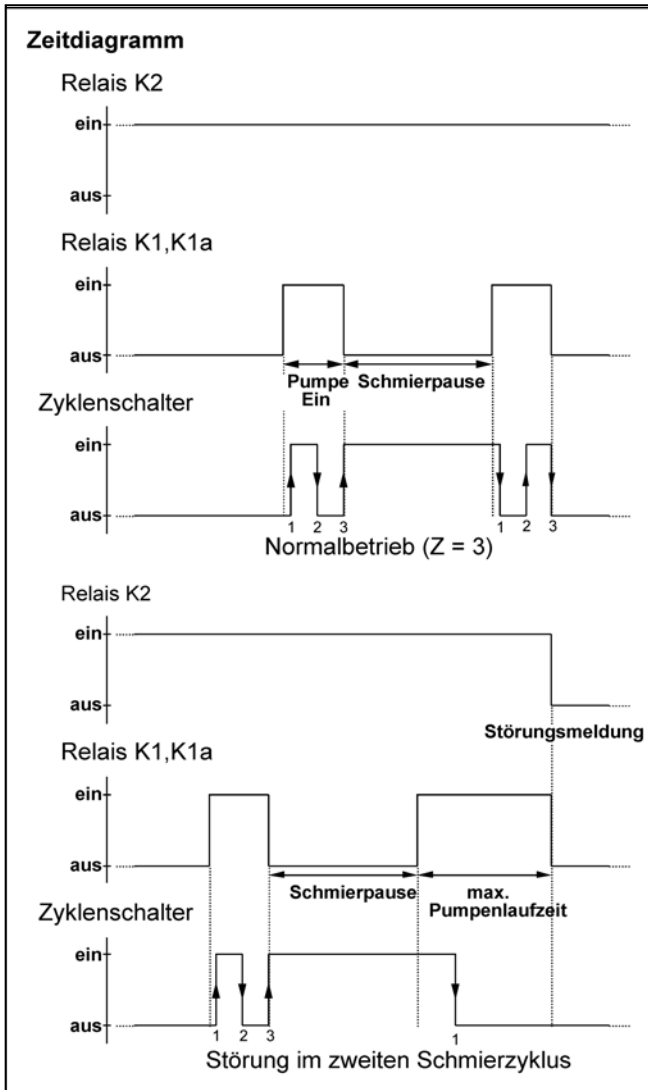 Zeitdiagramm
Relais K2
ein
aus
Relais K1,K1a
ein
aus
Pumpe Schmierpause
Ein
Zyklenschalter
ein
aus
1 2 3 1 2 3
Normalbetrieb (Z = 3)
Relais K2
ein
aus
Störungsmeldung
Relais K1,K1a
ein
aus
Schmierpause max.
Pumpenlaufzeit
Zyklenschalter
ein
aus
1 2 3 1
Störung im zweiten Schmierzyklus